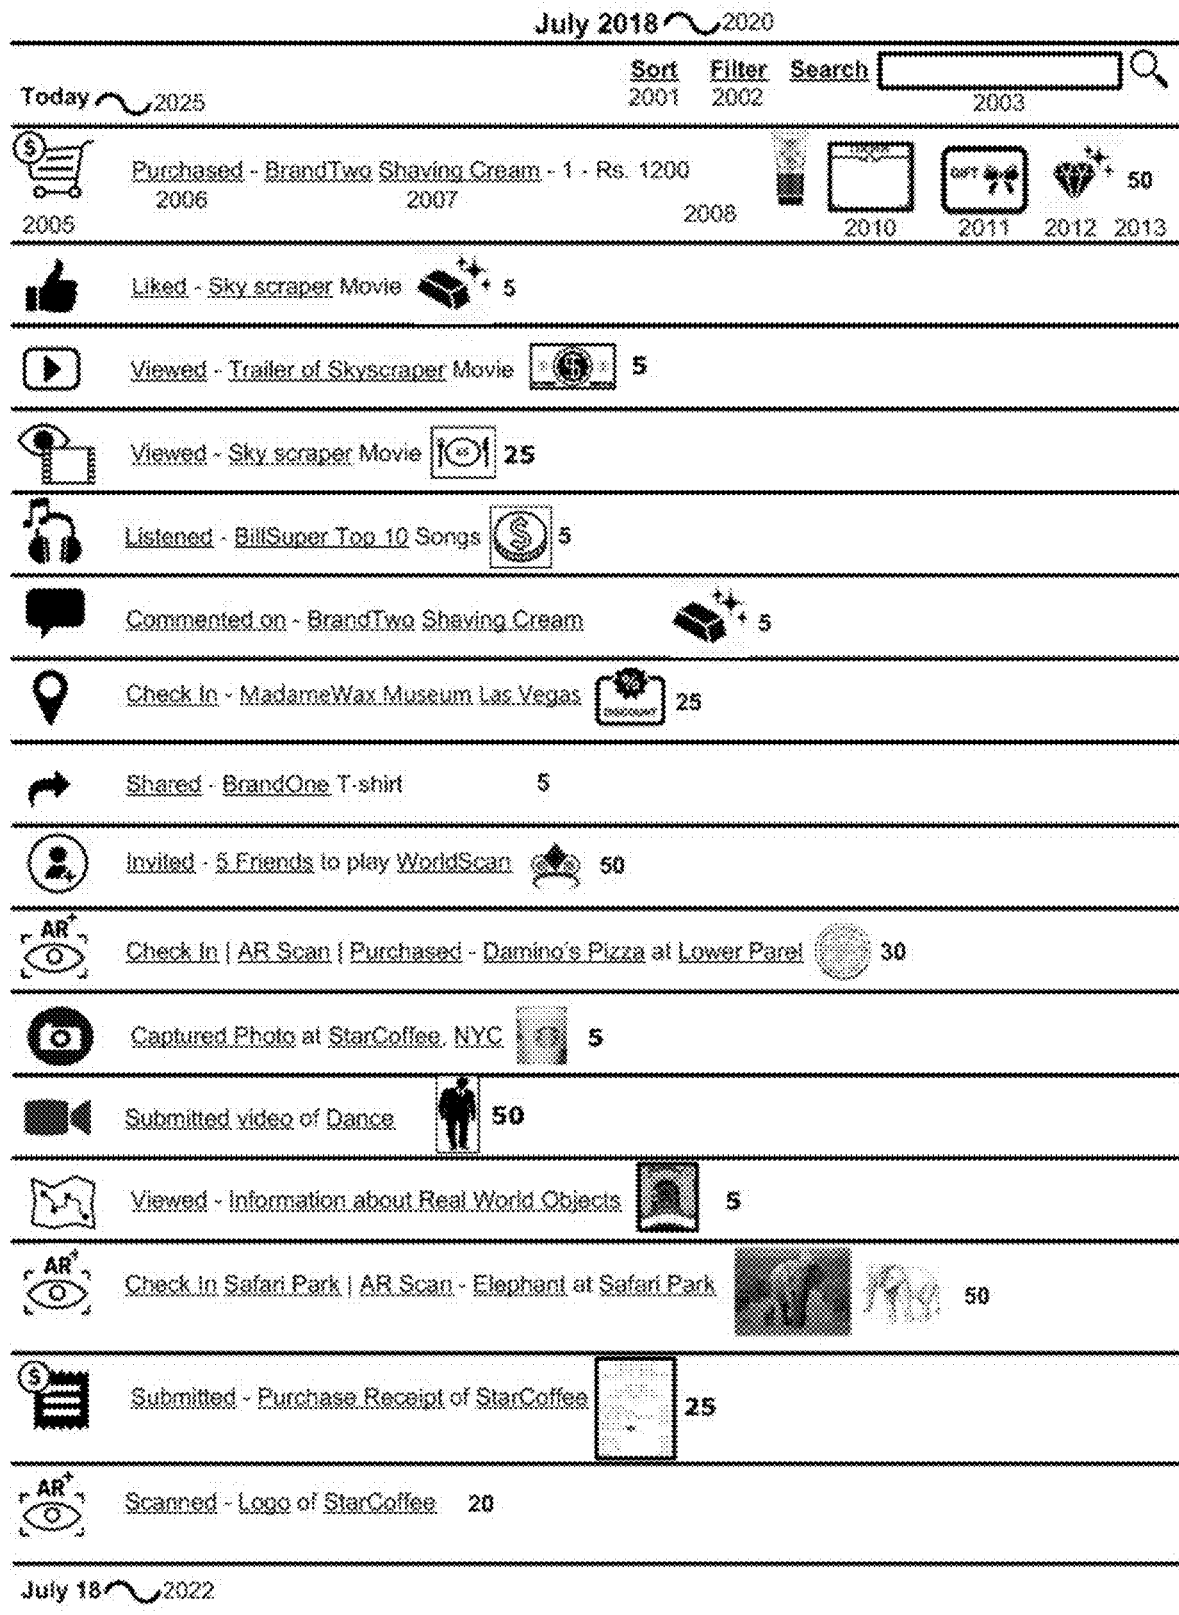 July 2018 2020
Sort Filter Search
Today 2025 2001 2002 2003
$ Purchased - BrandTwo Shaving Cream - 1 - Rs. 1200 GIFT 50
2005 2006 2007 2008 2010 2011 2012 2013
Liked - Sky scraper Movie 5
Viewed - Trailer of Skyscraper Movie $ 5
Viewed - Sky scraper Movie 25
Listened - BillSuper Top 10 Songs $ 5
Commented on - BrandTwo Shaving Cream 5
Check In - MadameWax Museum Las Vegas % DISCOUNT 25
Shared - BrandOne T-shirt 5
Invited - 5 Friends to play WorldScan 50
AR+ Check In | AR Scan | Purchased - Damino's Pizza at Lower Parel 30
Captured Photo at StarCoffee, NYC 5
Submitted video of Dance 50
Viewed - Information about Real World Objects 5
AR+ Check In Safari Park | AR Scan - Elephant at Safari Park 50
$ Submitted - Purchase Receipt of StarCoffee 25
AR+ Scanned - Logo of StarCoffee 20
July 18 2022